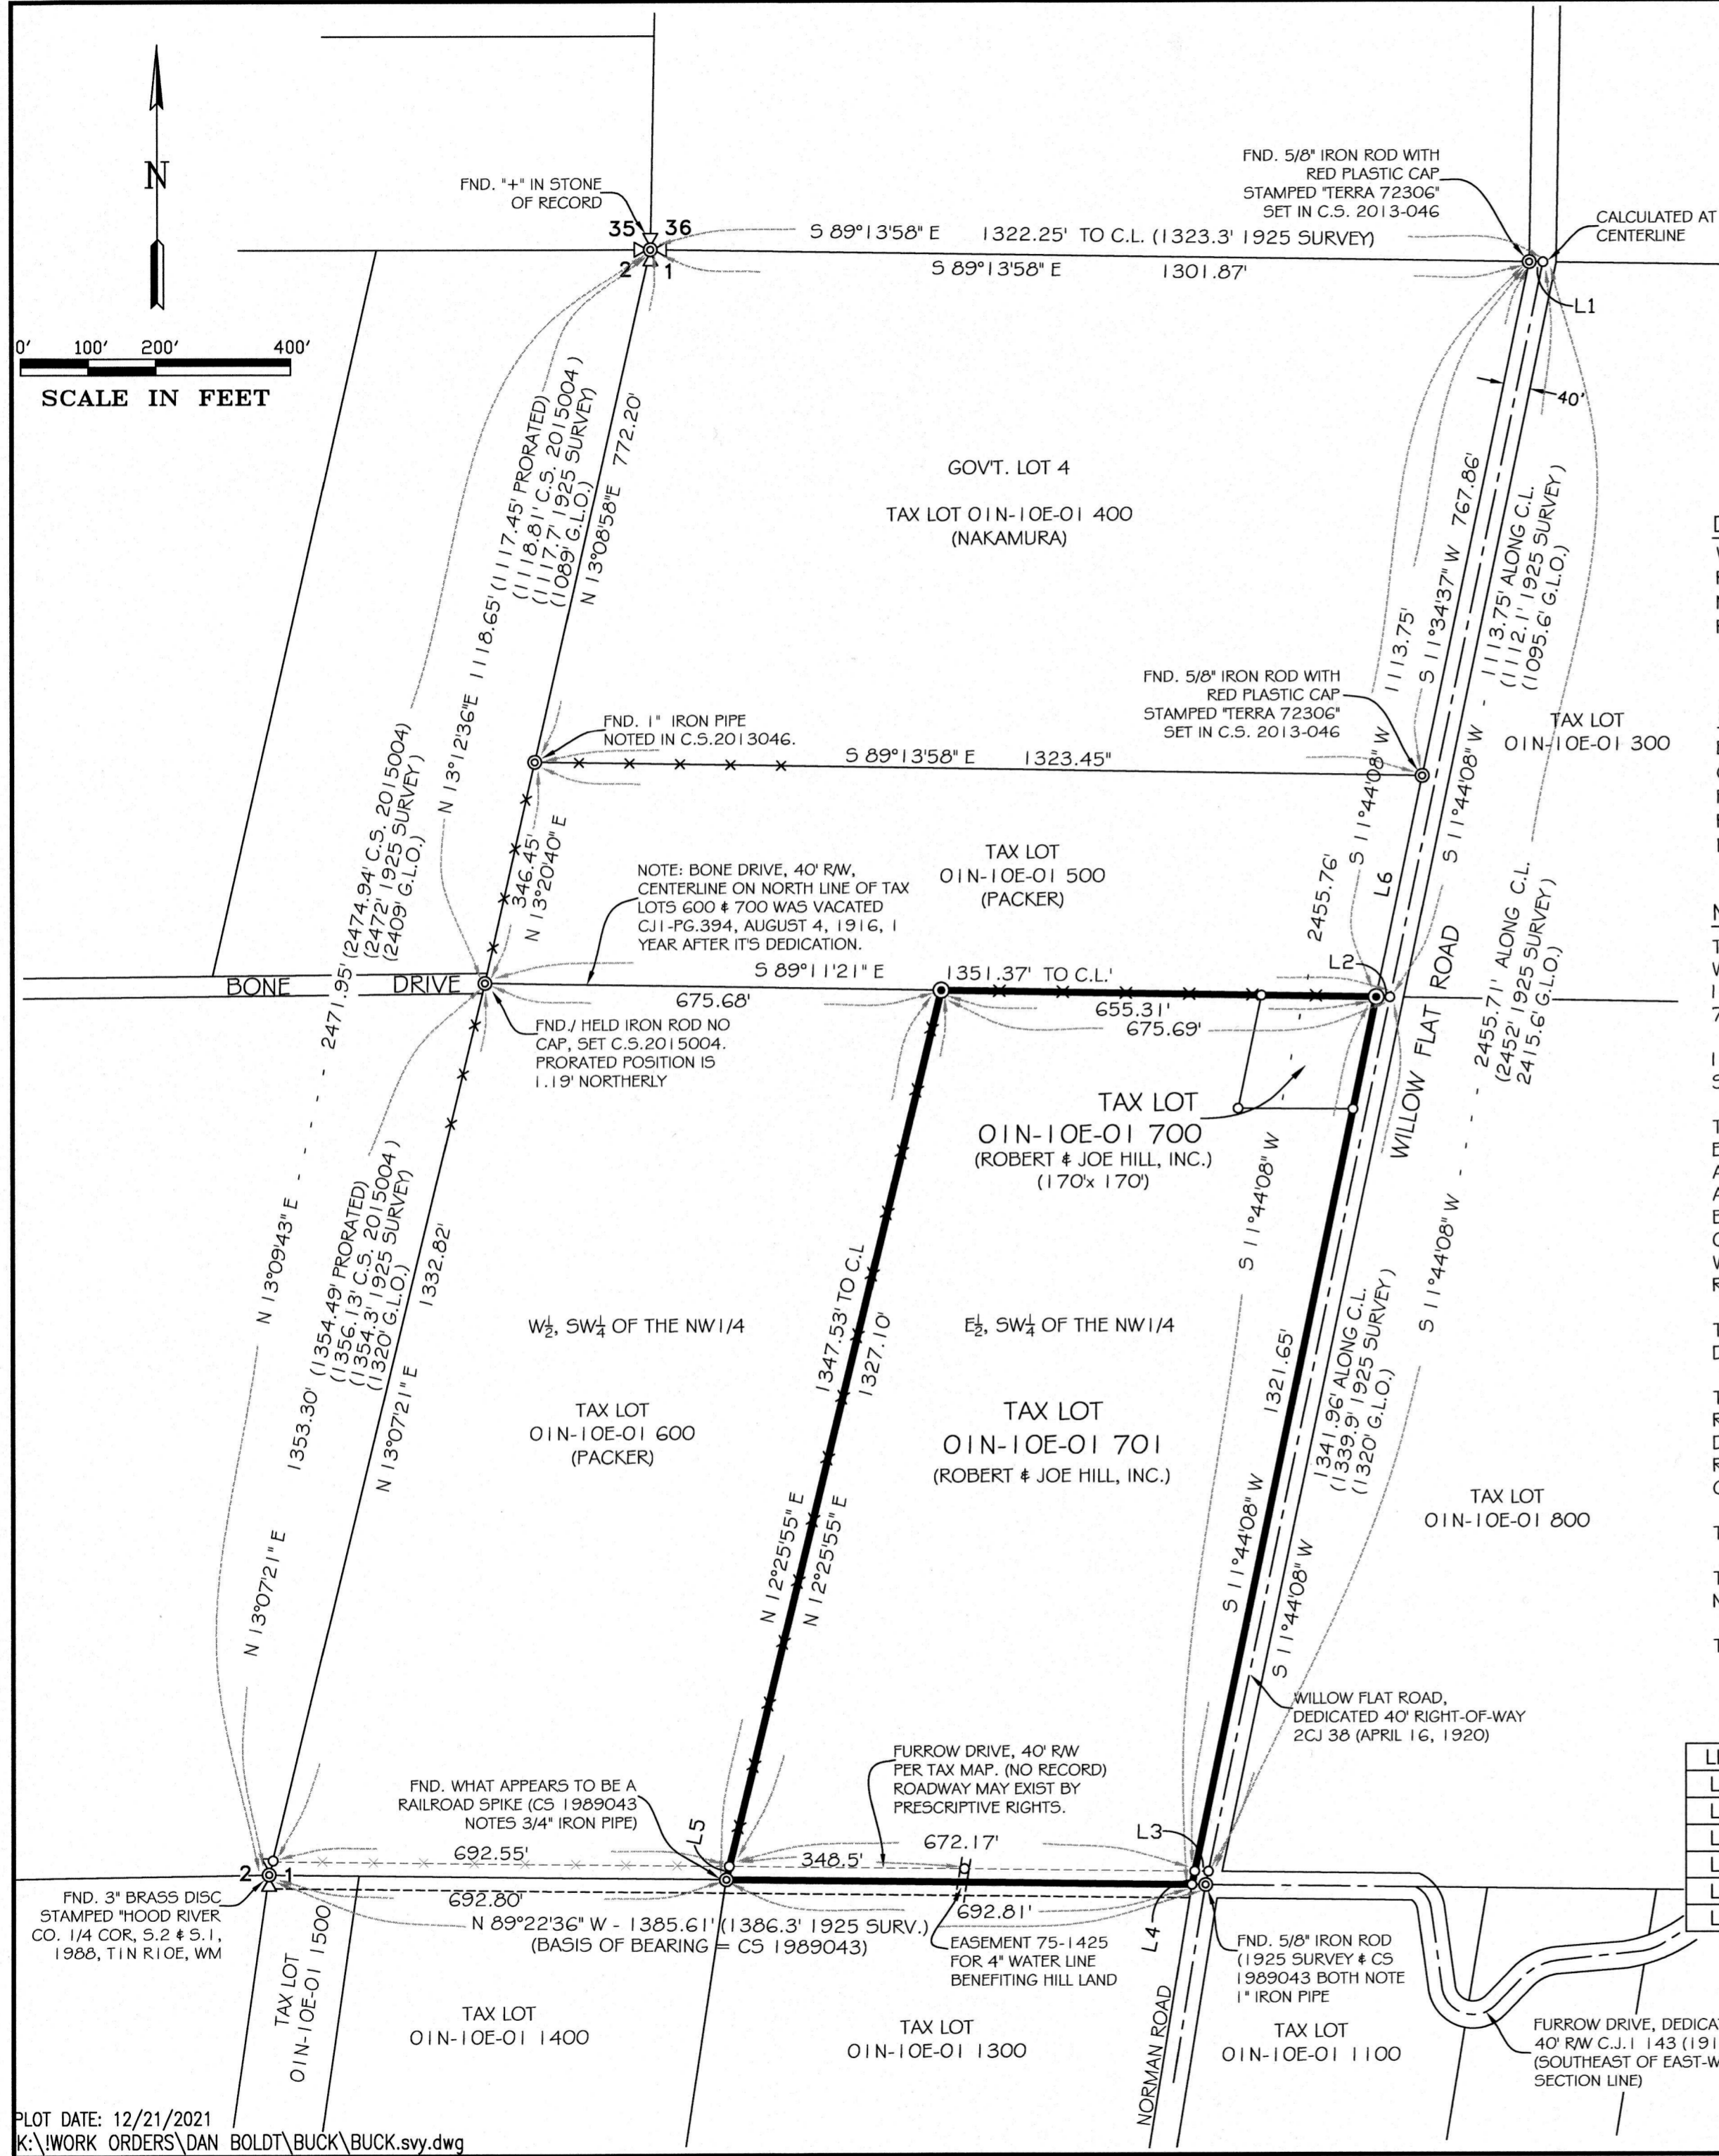 N
0' 100' 200' 400'
SCALE IN FEET
FND. "+" IN STONE
OF RECORD
35 36
2 1
S 89°13'58" E 1322.25' TO C.L. (1323.3' 1925 SURVEY)
S 89°13'58" E 1301.87'
FND. 5/8" IRON ROD WITH
RED PLASTIC CAP
STAMPED "TERRA 72306"
SET IN C.S. 2013-046
CALCULATED AT
CENTERLINE
L1
40'
GOV'T. LOT 4
TAX LOT 01N-10E-01 400
(NAKAMURA)
N 13°12'36"E 1118.65' (1117.45' PRORATED)
(1118.81' C.S. 2015004 )
(1117.7' 1925 SURVEY)
(1089' G.L.O.)
N 13°08'58"E 772.20'
N 13°09'43" E - - - - 2471.95' (2474.94' C.S. 2015004)
(2472' 1925 SURVEY )
(2409' G.L.O.)
S 11°44'08" W 1113.75'
S 11°34'37" W 767.86'
S 11°44'08" W - 1113.75' ALONG C.L.
(1112.1' 1925 SURVEY )
(1095.6' G.L.O.)
FND. 5/8" IRON ROD WITH
RED PLASTIC CAP
STAMPED "TERRA 72306"
SET IN C.S. 2013-046
TAX LOT
01N-10E-01 300
FND. 1" IRON PIPE
NOTED IN C.S.2013046.
S 89°13'58" E 1323.45"
346.45'
N 13°20'40" E
NOTE: BONE DRIVE, 40' R/W,
CENTERLINE ON NORTH LINE OF TAX
LOTS 600 & 700 WAS VACATED
CJ1-PG.394, AUGUST 4, 1916, 1
YEAR AFTER IT'S DEDICATION.
TAX LOT
01N-10E-01 500
(PACKER)
L6
L2
BONE DRIVE
S 89°11'21" E 1351.37' TO C.L.'
675.68'
655.31'
675.69'
FND./ HELD IRON ROD NO
CAP, SET C.S.2015004.
PRORATED POSITION IS
1.19' NORTHERLY
WILLOW FLAT ROAD
S 11°44'08" W - - 2455.76'
S 11°44'08" W - - - - 2455.71' ALONG C.L.
(2452' 1925 SURVEY )
2415.6' G.L.O.)
TAX LOT
01N-10E-01 700
(ROBERT & JOE HILL, INC.)
(170'x 170')
N 13°07'21" E 1353.30' (1354.49' PRORATED)
(1356.13' C.S. 2015004 )
(1354.3' 1925 SURVEY)
(1320' G.L.O.)
N 13°07'21" E 1332.82'
W½, SW¼ OF THE NW1/4
E½, SW¼ OF THE NW1/4
N 12°25'55" E 1347.53' TO C.L
N 12°25'55" E 1327.10'
TAX LOT
01N-10E-01 600
(PACKER)
TAX LOT
01N-10E-01 701
(ROBERT & JOE HILL, INC.)
S 11°44'08" W 1321.65'
S 11°44'08" W 1341.96' ALONG C.L.
(1339.9' 1925 SURVEY )
(1320' G.L.O.)
TAX LOT
01N-10E-01 800
WILLOW FLAT ROAD,
DEDICATED 40' RIGHT-OF-WAY
2CJ 38 (APRIL 16, 1920)
FND. WHAT APPEARS TO BE A
RAILROAD SPIKE (CS 1989043
NOTES 3/4" IRON PIPE)
L5
FURROW DRIVE, 40' R/W
PER TAX MAP. (NO RECORD)
ROADWAY MAY EXIST BY
PRESCRIPTIVE RIGHTS.
L3
692.55'
348.5'
672.17'
2 1
FND. 3" BRASS DISC
STAMPED "HOOD RIVER
CO. 1/4 COR, S.2 & S.1,
1988, T1N R10E, WM
692.80'
692.81'
N 89°22'36" W - 1385.61' (1386.3' 1925 SURV.)
(BASIS OF BEARING = CS 1989043)
EASEMENT 75-1425
FOR 4" WATER LINE
BENEFITING HILL LAND
L4
FND. 5/8" IRON ROD
(1925 SURVEY & CS
1989043 BOTH NOTE
1" IRON PIPE
TAX LOT
01N-10E-01 1500
TAX LOT
01N-10E-01 1400
TAX LOT
01N-10E-01 1300
NORMAN ROAD
TAX LOT
01N-10E-01 1100
FURROW DRIVE, DEDICA
40' R/W C.J.1 143 (191
(SOUTHEAST OF EAST-W
SECTION LINE)
PLOT DATE: 12/21/2021
K:\!WORK ORDERS\DAN BOLDT\BUCK\BUCK.svy.dwg